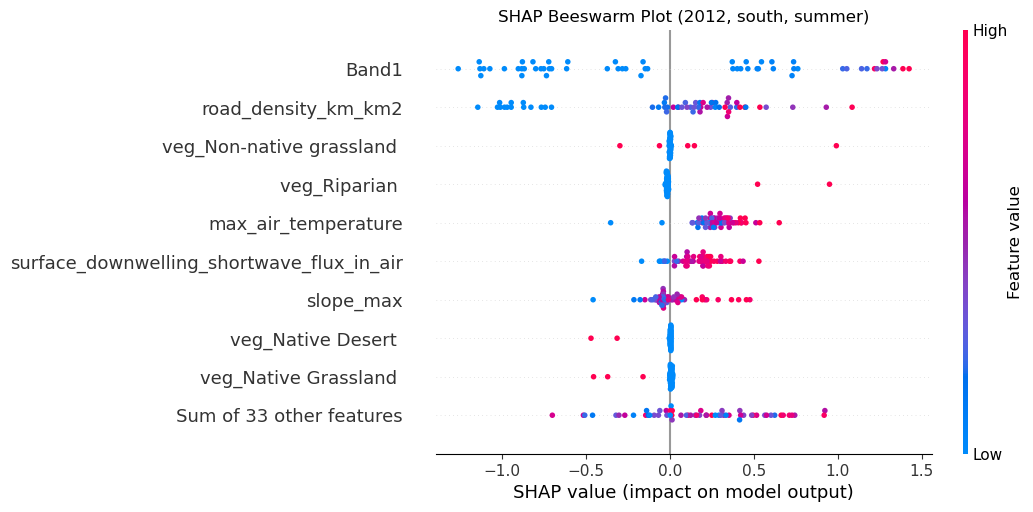 SHAP Beeswarm Plot (2012, south, summer)
High
Band1
road_density_km_km2
veg_Non-native grassland
veg_Riparian
max_air_temperature
surface_downwelling_shortwave_flux_in_air
slope_max
veg_Native Desert
veg_Native Grassland
Sum of 33 other features
Feature value
Low
−1.0 −0.5 0.0 0.5 1.0 1.5
SHAP value (impact on model output)